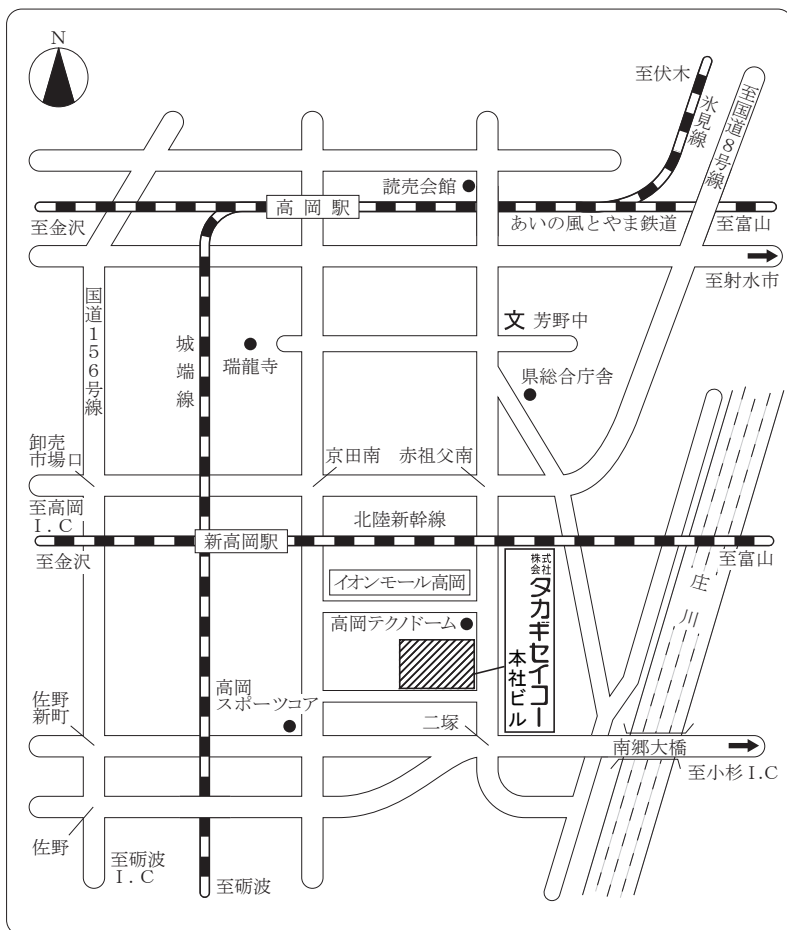 N
至伏木
氷見線
至国道8号線
読売会館
高岡駅
至金沢
あいの風とやま鉄道
至富山
至射水市
国道156号線
城端線
瑞龍寺
文 芳野中
県総合庁舎
卸売
市場口
京田南
赤祖父南
至高岡
I.C
北陸新幹線
新高岡駅
至金沢
至富山
イオンモール高岡
株式会社
タカギセイコー
本社ビル
庄川
高岡テクノドーム
高岡
スポーツコア
佐野
新町
二塚
南郷大橋
至小杉I.C
佐野
至砺波
I.C
至砺波